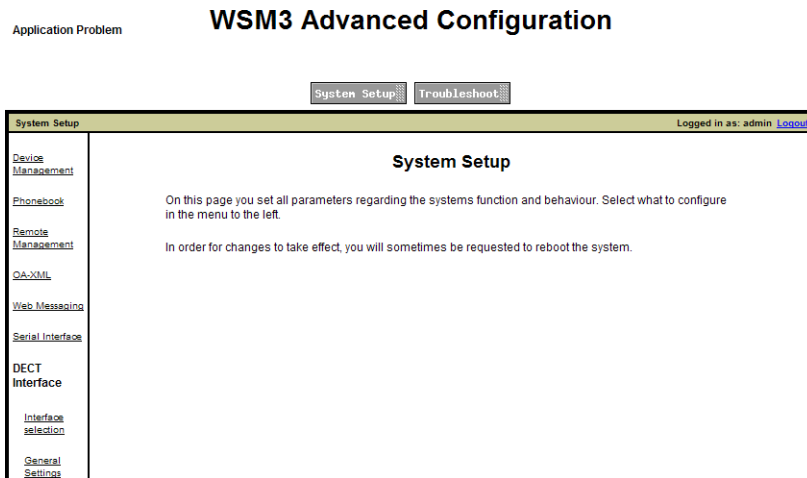 Application Problem
WSM3 Advanced Configuration
System Setup
Troubleshoot
System Setup
Logged in as: admin Logout
Device
Management
Phonebook
Remote
Management
OA-XML
Web Messaging
Serial Interface
DECT
Interface
Interface
selection
General
Settings
System Setup
On this page you set all parameters regarding the systems function and behaviour. Select what to configure
in the menu to the left.
In order for changes to take effect, you will sometimes be requested to reboot the system.